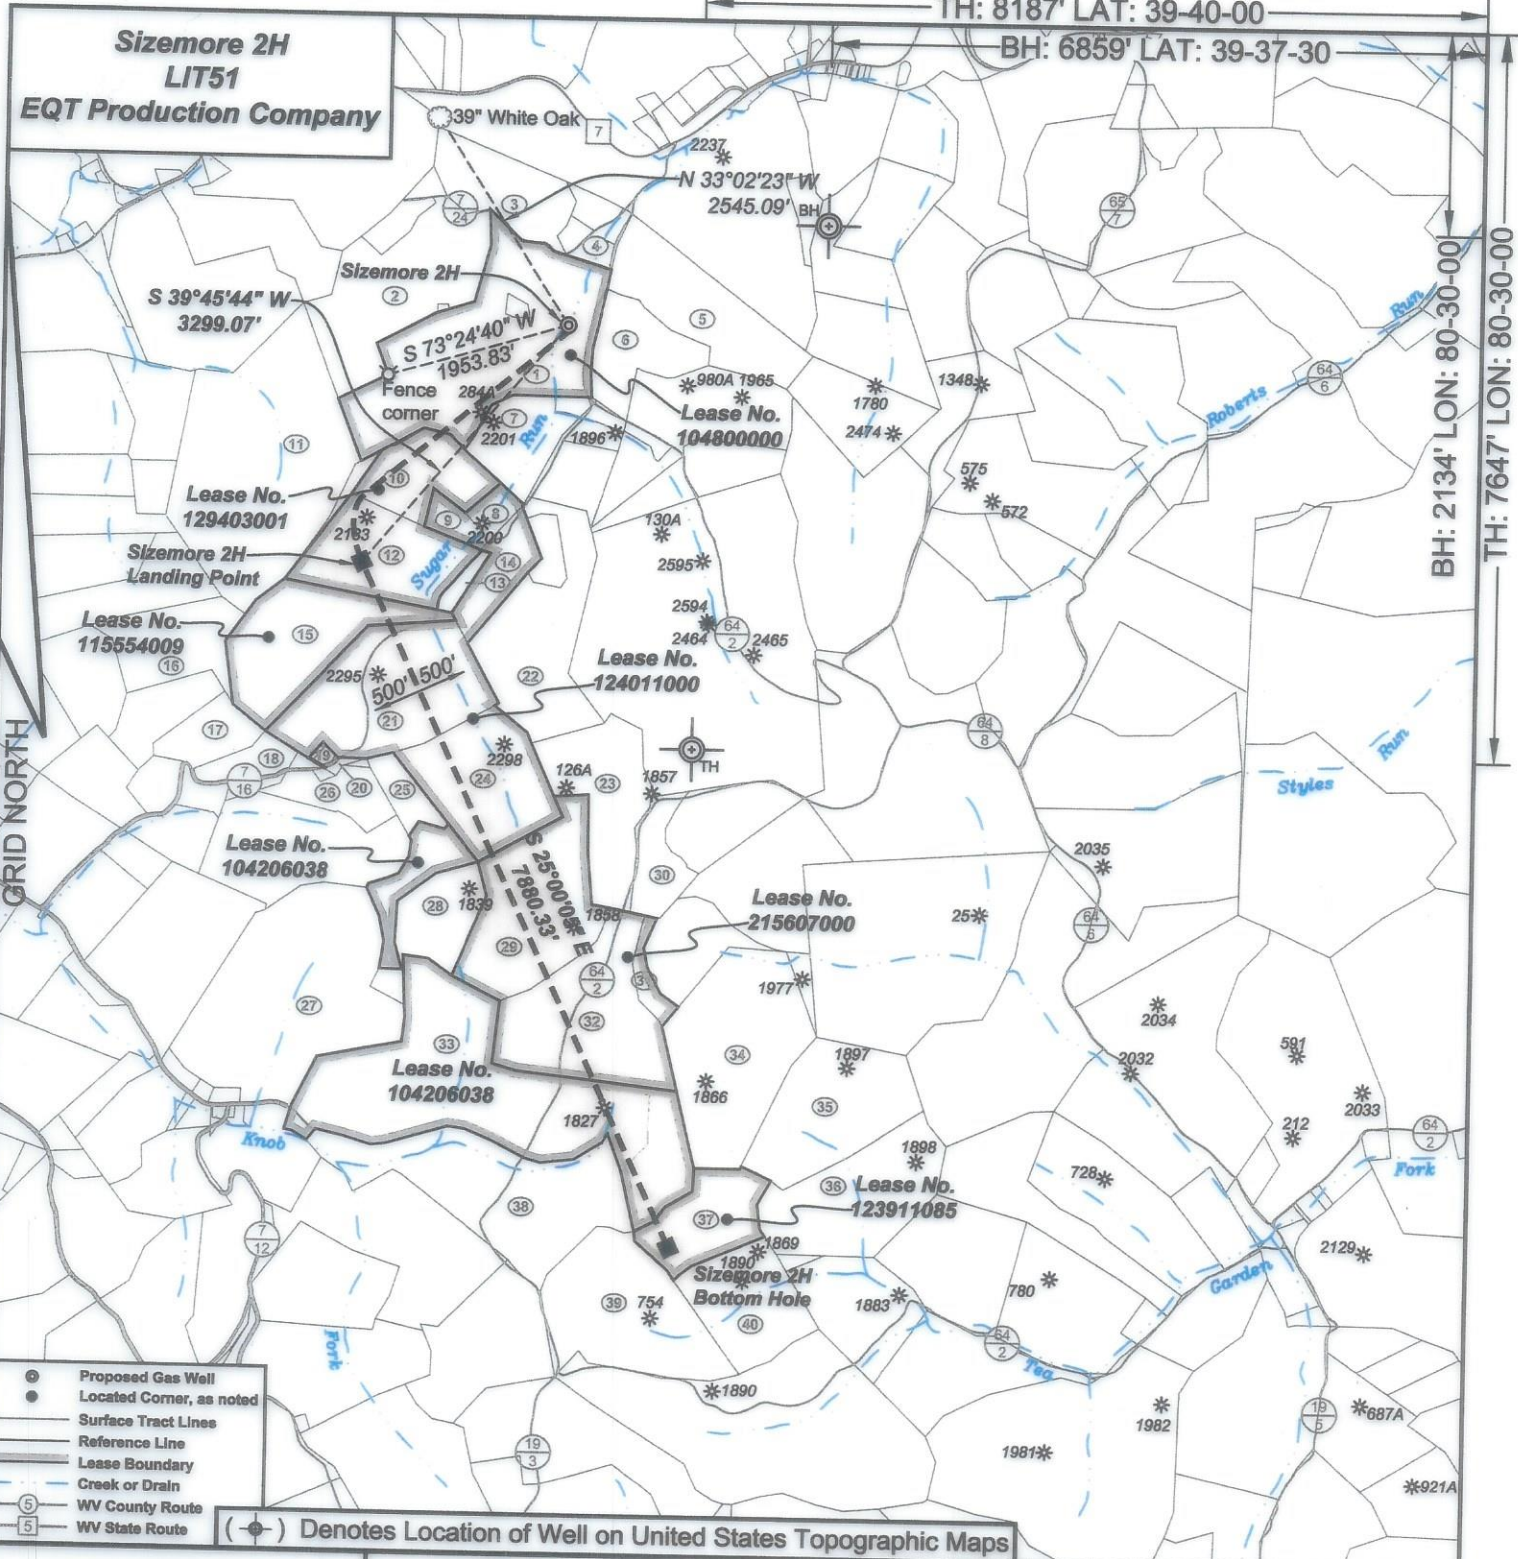 TH: 8187' LAT: 39-40-00
BH: 6859' LAT: 39-37-30
Sizemore 2H
LIT51
EQT Production Company
39" White Oak
7
2237
N 33°02'23" W
2545.09'
BH
7
24
3
65
7
4
Sizemore 2H
2
S 39°45'44" W
3299.07'
5
6
S 73°24'40" W
1953.83'
1
Fence
corner
284A
7
2201
Run
980A
1965
1780
1348
64
6
Roberts
Run
BH: 2134' LON: 80-30-00
TH: 7647' LON: 80-30-00
Lease No.
104800000
1896
2474
11
575
572
10
Lease No.
129403001
2183
9
8
2200
130A
Sizemore 2H
Landing Point
12
Sugar
14
13
2595
2594
2464
64
2
2465
Lease No.
115554009
15
16
Lease No.
124011000
2295
500'
500'
22
21
17
64
8
Run
GRID NORTH
18
19
2298
TH
7
16
26
20
25
24
126A
23
1857
Styles
Lease No.
104206038
S 25°00'05" E
7880.33'
2035
30
28
1839
Lease No.
215607000
1858
25
64
6
29
64
2
31
1977
27
32
2034
33
Lease No.
104206038
34
1897
2032
591
1866
1827
35
2033
212
64
2
Knob
1898
Fork
728
36
Lease No.
123911085
38
37
7
12
1869
1890
2129
Sizemore 2H
Bottom Hole
780
Garden
39
754
40
1883
64
2
Tea
Fork
1890
1982
19
5
687A
19
3
1981
921A
Proposed Gas Well
Located Corner, as noted
Surface Tract Lines
Reference Line
Lease Boundary
Creek or Drain
5 WV County Route
5 WV State Route
( ) Denotes Location of Well on United States Topographic Maps